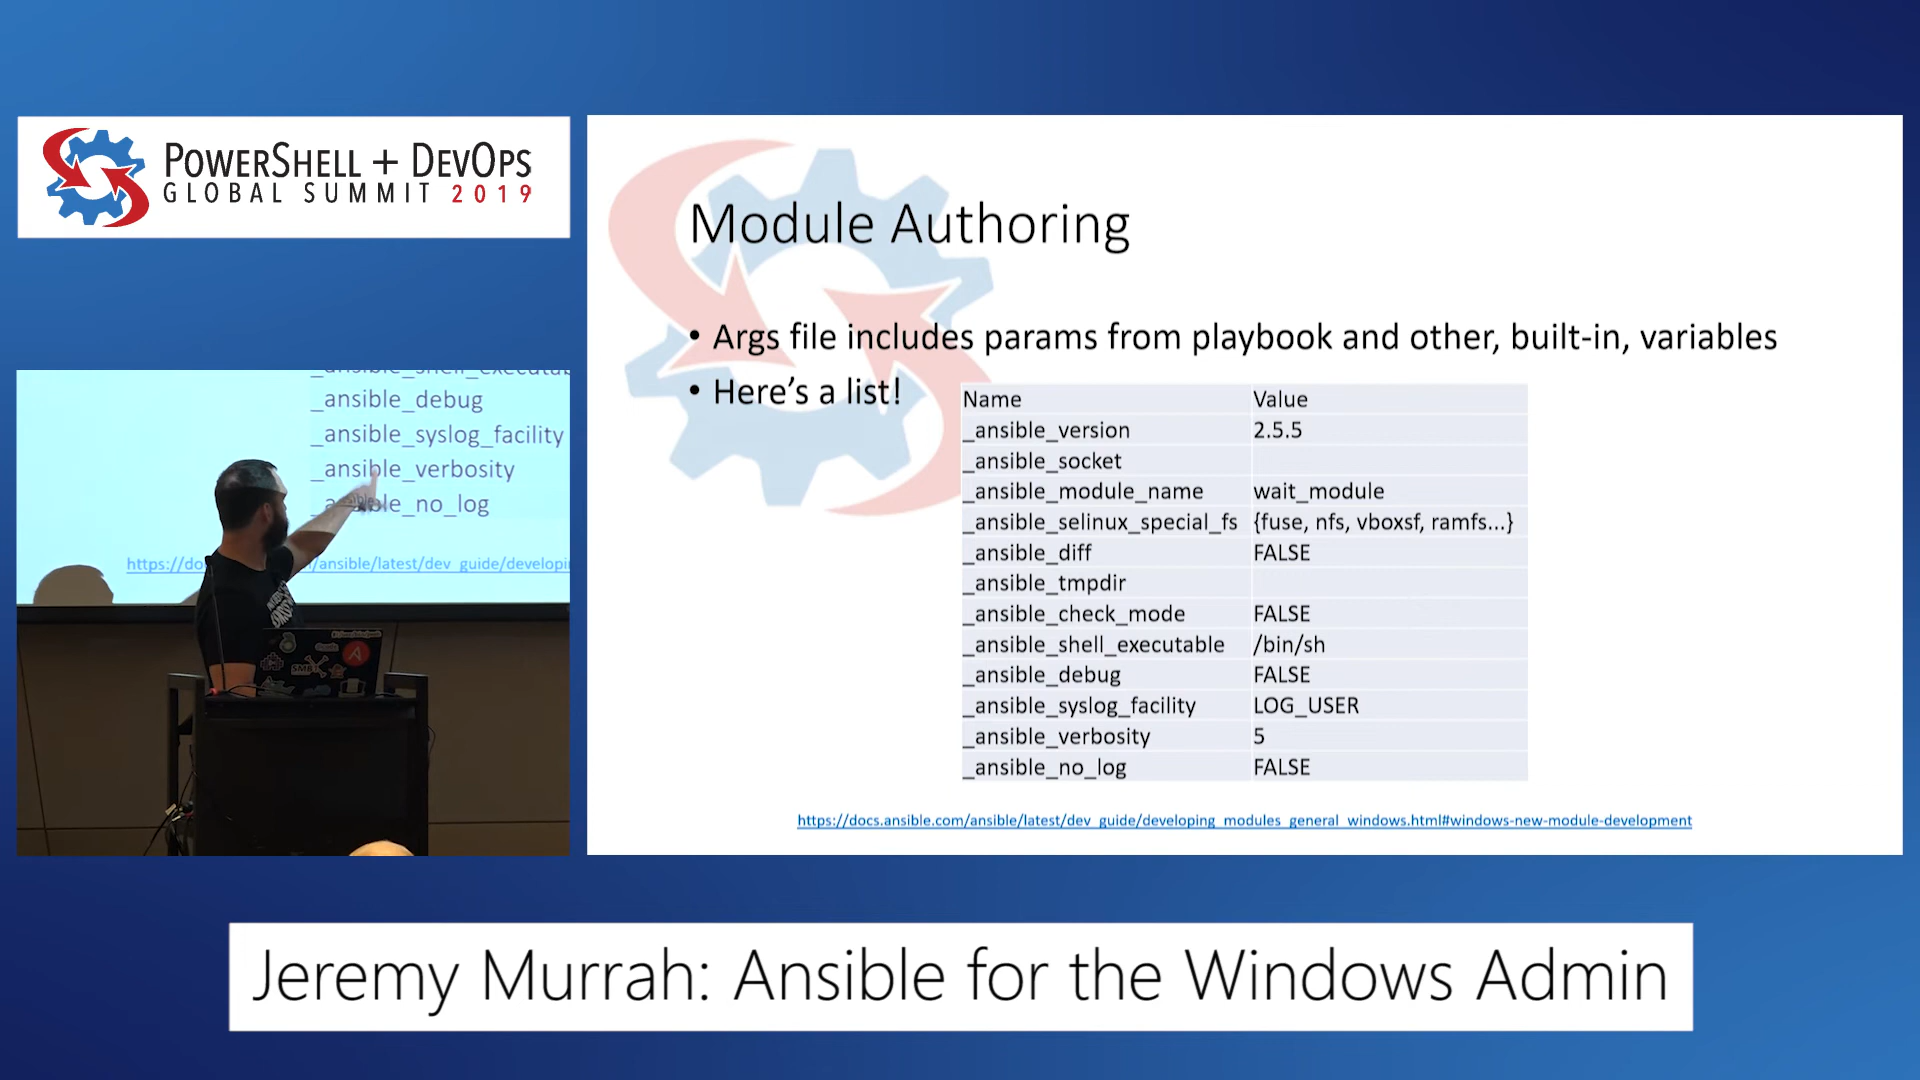 POWERSHELL + DEVOPS
GLOBAL SUMMIT 2019
_ansible_debug
_ansible_syslog_facility
_ansible_verbosity
_no_log
https://do
/ansible/latest/dev_guide/developi
Module Authoring
• Args file includes params from playbook and other, built-in, variables
• Here's a list!
Name Value
_ansible_version 2.5.5
_ansible_socket
_ansible_module_name wait_module
_ansible_selinux_special_fs {fuse, nfs, vboxsf, ramfs...}
_ansible_diff FALSE
_ansible_tmpdir
_ansible_check_mode FALSE
_ansible_shell_executable /bin/sh
_ansible_debug FALSE
_ansible_syslog_facility LOG_USER
_ansible_verbosity 5
_ansible_no_log FALSE
https://docs.ansible.com/ansible/latest/dev_guide/developing_modules_general_windows.html#windows-new-module-development
Jeremy Murrah: Ansible for the Windows Admin